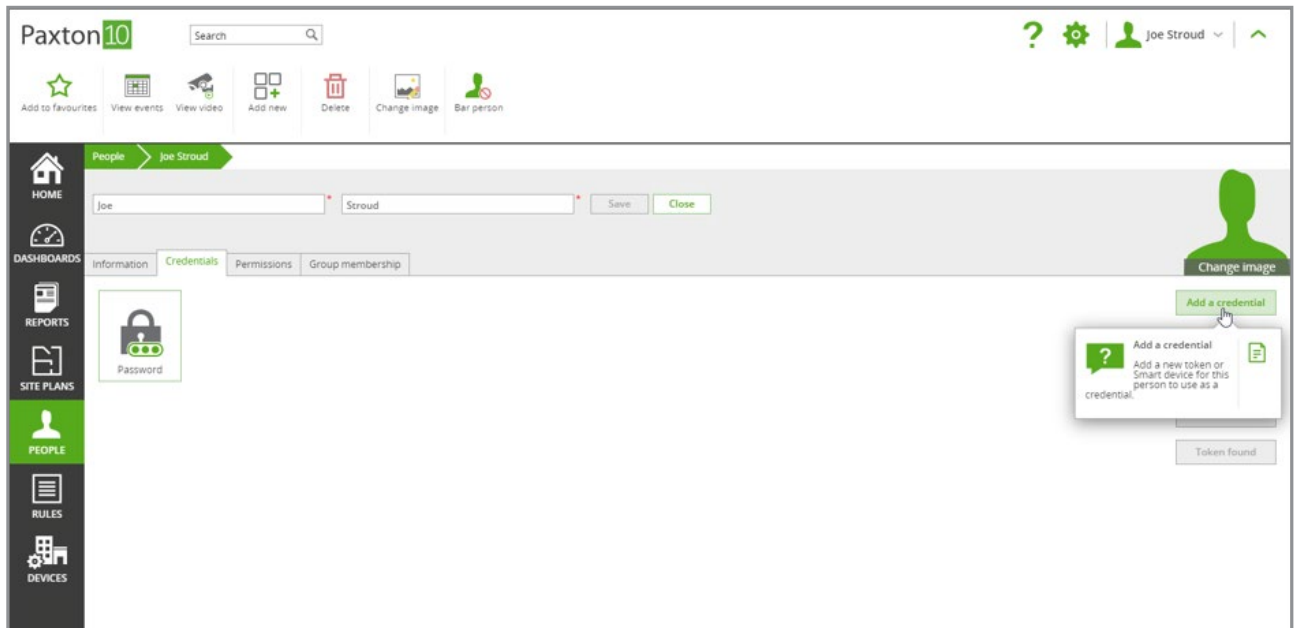 Paxton10
Search
Joe Stroud
Add to favourites
View events
View video
Add new
Delete
Change image
Bar person
People
Joe Stroud
HOME
DASHBOARDS
REPORTS
SITE PLANS
PEOPLE
RULES
DEVICES
Joe
*
Stroud
*
Save
Close
Change image
Information
Credentials
Permissions
Group membership
Password
Add a credential
?
Add a credential
Add a new token or
Smart device for this
person to use as a
credential.
Token found